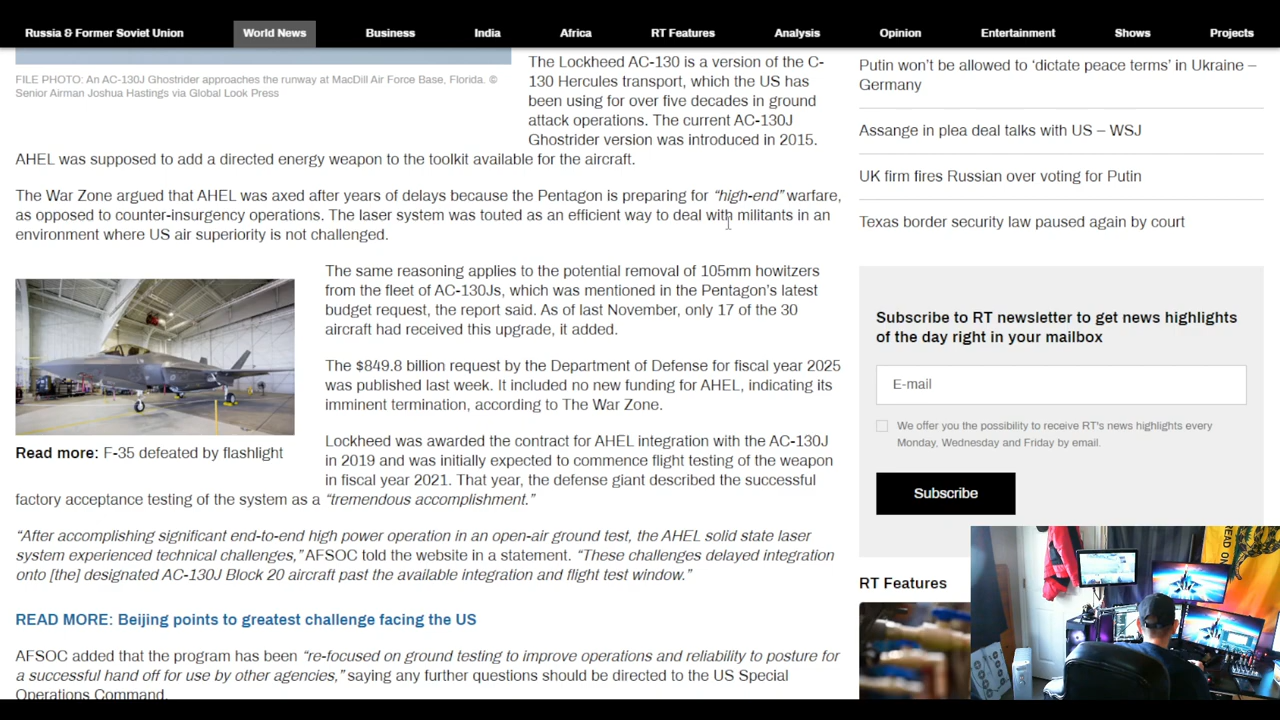 Russia & Former Soviet Union
World News
Business
India
Africa
RT Features
Analysis
Opinion
Entertainment
Shows
Projects
FILE PHOTO: An AC-130J Ghostrider approaches the runway at MacDill Air Force Base, Florida. ©
Senior Airman Joshua Hastings via Global Look Press
The Lockheed AC-130 is a version of the C-
130 Hercules transport, which the US has
been using for over five decades in ground
attack operations. The current AC-130J
Ghostrider version was introduced in 2015.
AHEL was supposed to add a directed energy weapon to the toolkit available for the aircraft.
The War Zone argued that AHEL was axed after years of delays because the Pentagon is preparing for “high-end” warfare,
as opposed to counter-insurgency operations. The laser system was touted as an efficient way to deal with militants in an
environment where US air superiority is not challenged.
The same reasoning applies to the potential removal of 105mm howitzers
from the fleet of AC-130Js, which was mentioned in the Pentagon’s latest
budget request, the report said. As of last November, only 17 of the 30
aircraft had received this upgrade, it added.
Read more: F-35 defeated by flashlight
The $849.8 billion request by the Department of Defense for fiscal year 2025
was published last week. It included no new funding for AHEL, indicating its
imminent termination, according to The War Zone.
Lockheed was awarded the contract for AHEL integration with the AC-130J
in 2019 and was initially expected to commence flight testing of the weapon
in fiscal year 2021. That year, the defense giant described the successful
factory acceptance testing of the system as a “tremendous accomplishment.”
“After accomplishing significant end-to-end high power operation in an open-air ground test, the AHEL solid state laser
system experienced technical challenges,” AFSOC told the website in a statement. “These challenges delayed integration
onto [the] designated AC-130J Block 20 aircraft past the available integration and flight test window.”
READ MORE: Beijing points to greatest challenge facing the US
AFSOC added that the program has been “re-focused on ground testing to improve operations and reliability to posture for
a successful hand off for use by other agencies,” saying any further questions should be directed to the US Special
Operations Command.
Putin won’t be allowed to ‘dictate peace terms’ in Ukraine –
Germany
Assange in plea deal talks with US – WSJ
UK firm fires Russian over voting for Putin
Texas border security law paused again by court
Subscribe to RT newsletter to get news highlights
of the day right in your mailbox
E-mail
We offer you the possibility to receive RT's news highlights every
Monday, Wednesday and Friday by email.
Subscribe
RT Features